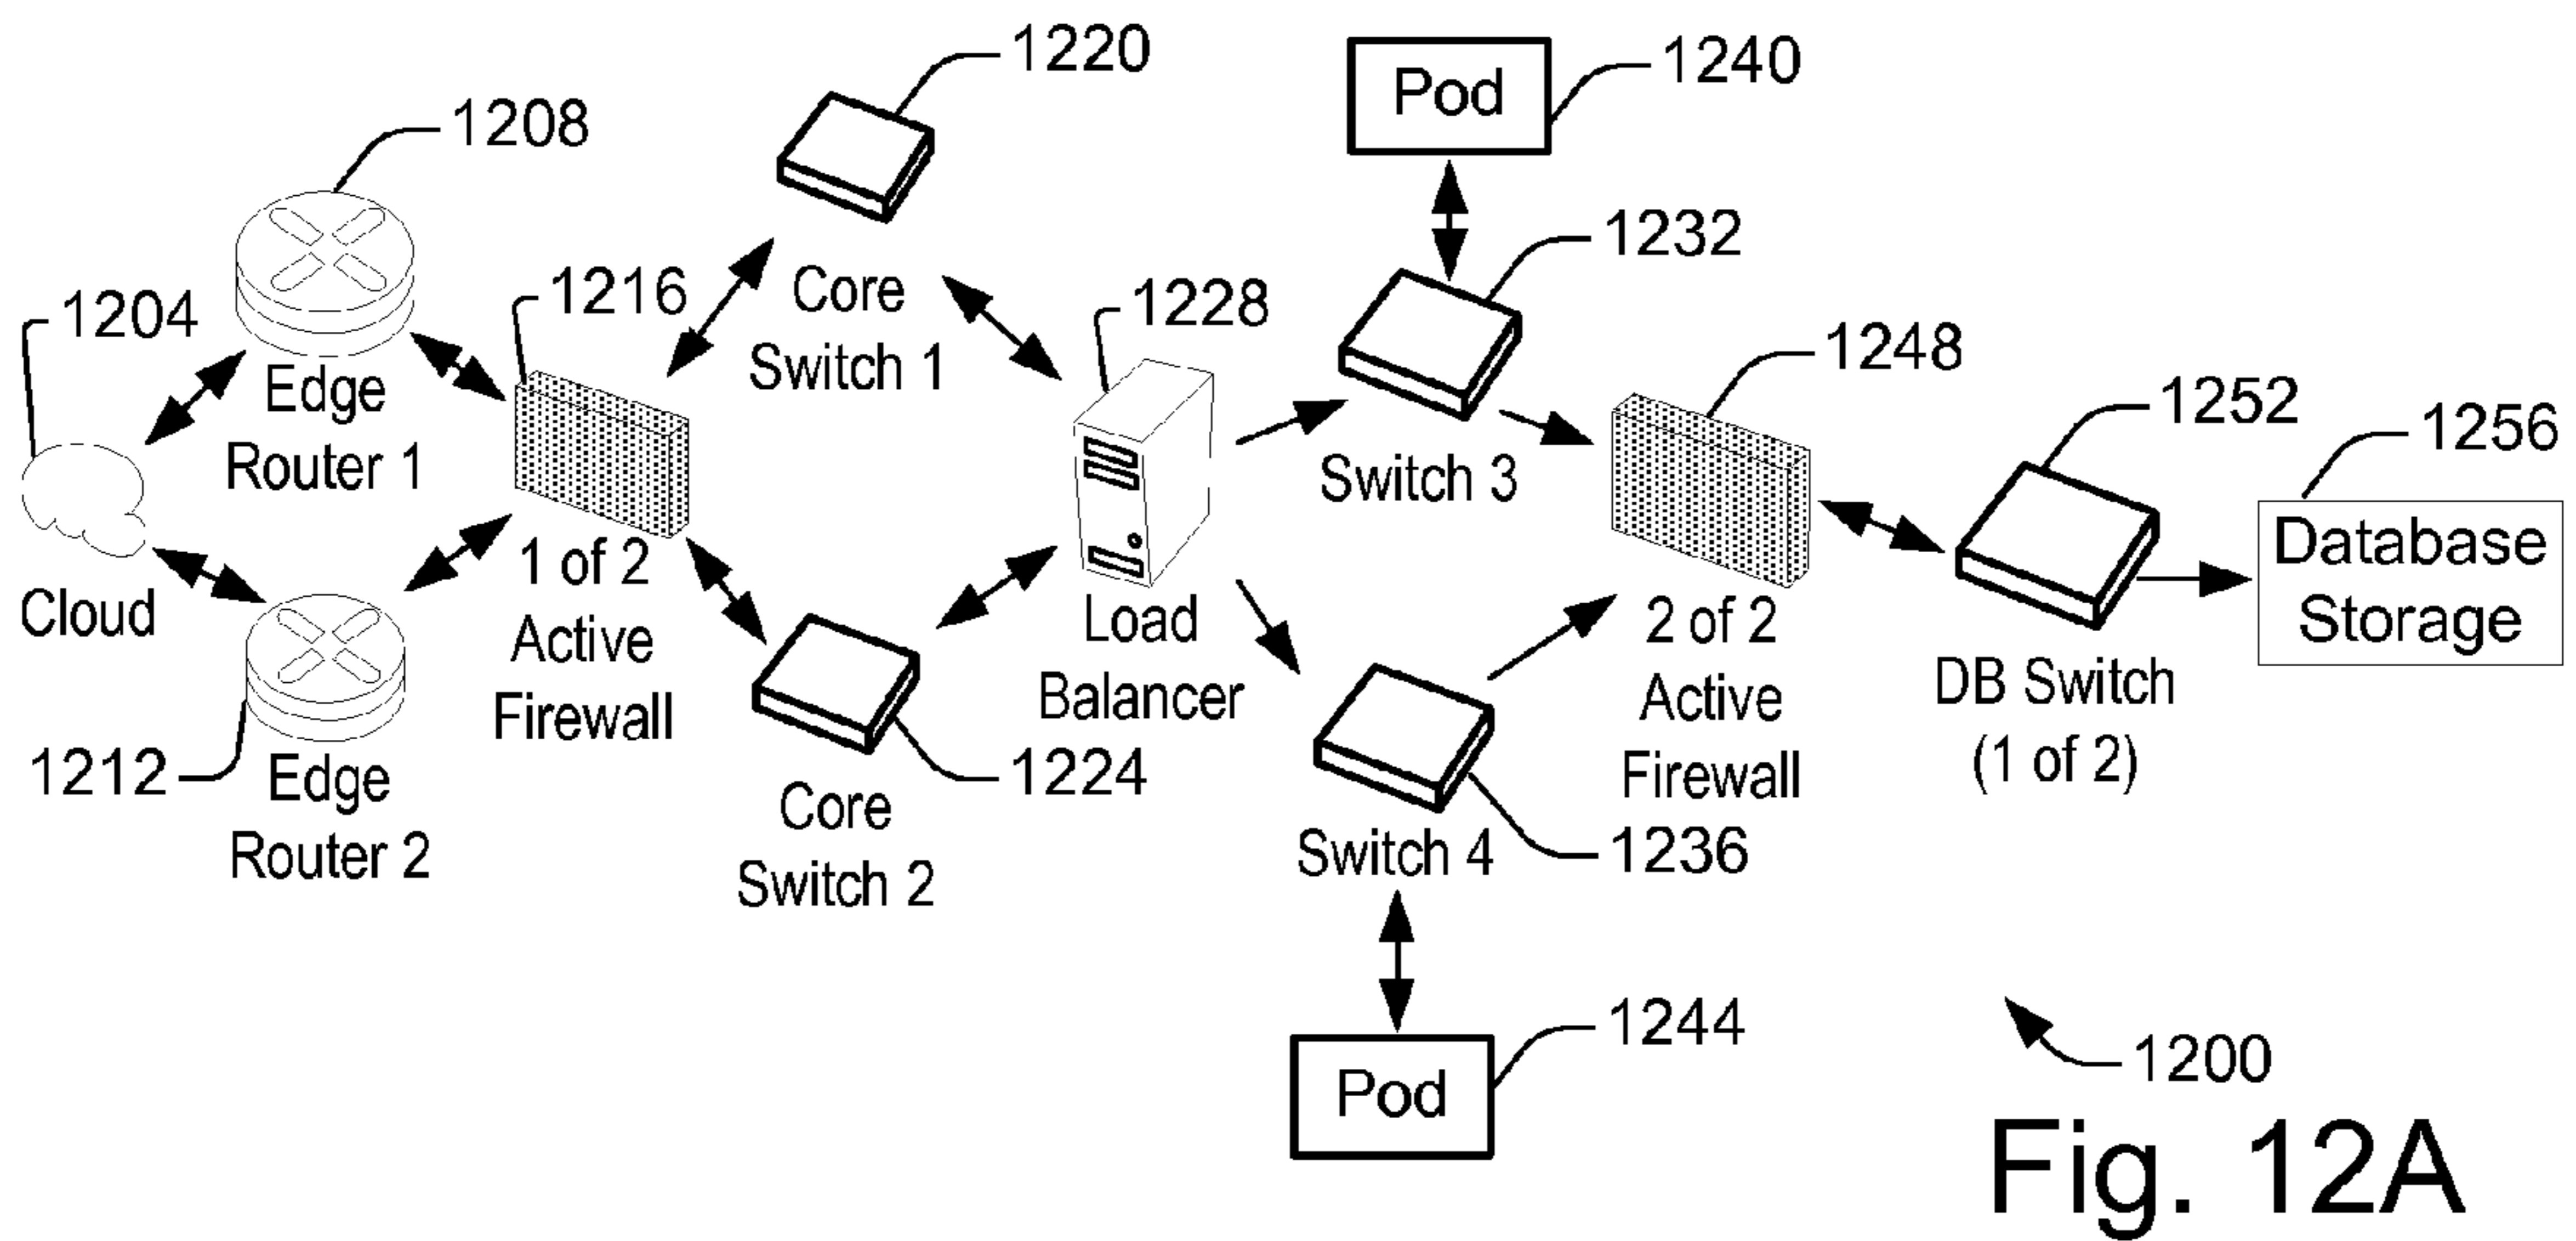 1220
1240
Pod
1208
1232
1204
1216
Core
Switch 1
1228
1248
Edge
Router 1
Switch 3
1252
1256
Database
Storage
Cloud
1 of 2
Active
Firewall
Load
Balancer
2 of 2
Active
Firewall
DB Switch
(1 of 2)
1212
Edge
Router 2
1224
Core
Switch 2
Switch 4
1236
1244
Pod
1200
Fig. 12A